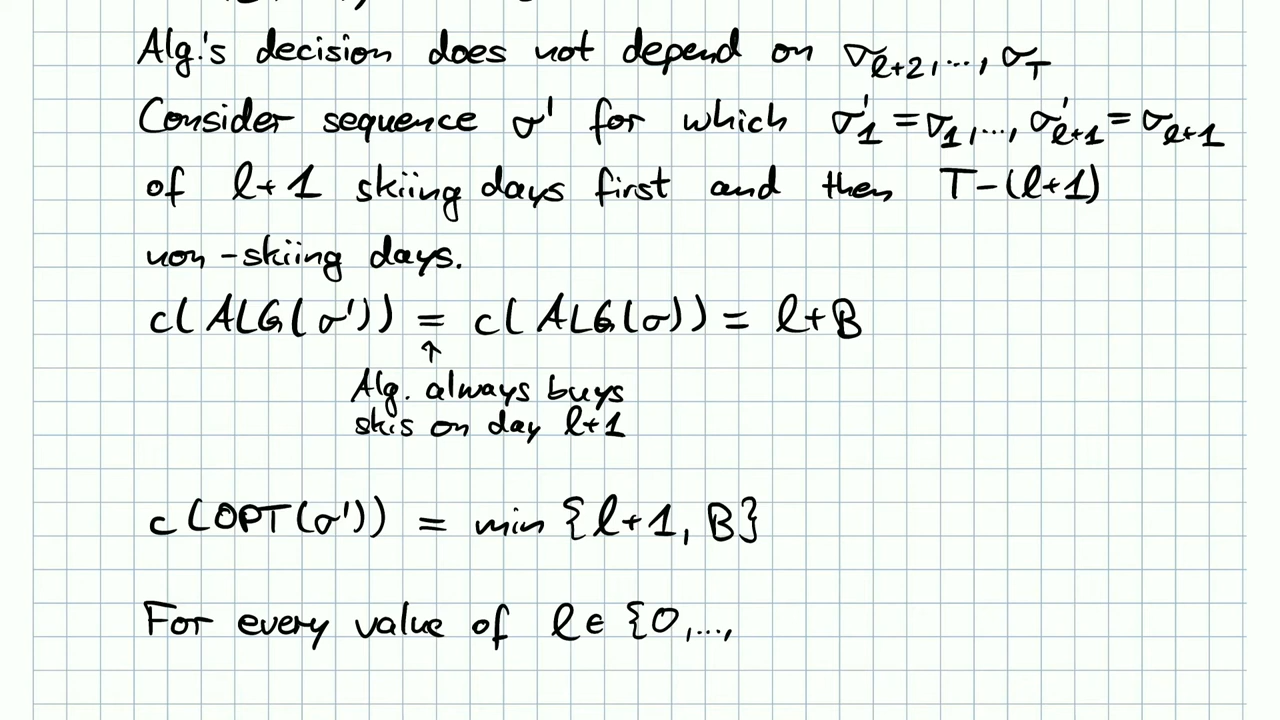 Alg.'s decision does not depend on σ_{ℓ+2},...,σ_T
Consider sequence σ' for which σ'_1 = σ_1,..., σ'_{ℓ+1} = σ_{ℓ+1}
of ℓ+1 skiing days first and then T-(ℓ+1)
non-skiing days.
c(ALG(σ')) = c(ALG(σ)) = ℓ+B
↑
Alg. always buys
skis on day ℓ+1
c(OPT(σ')) = min {ℓ+1, B}
For every value of ℓ ∈ {0,...,